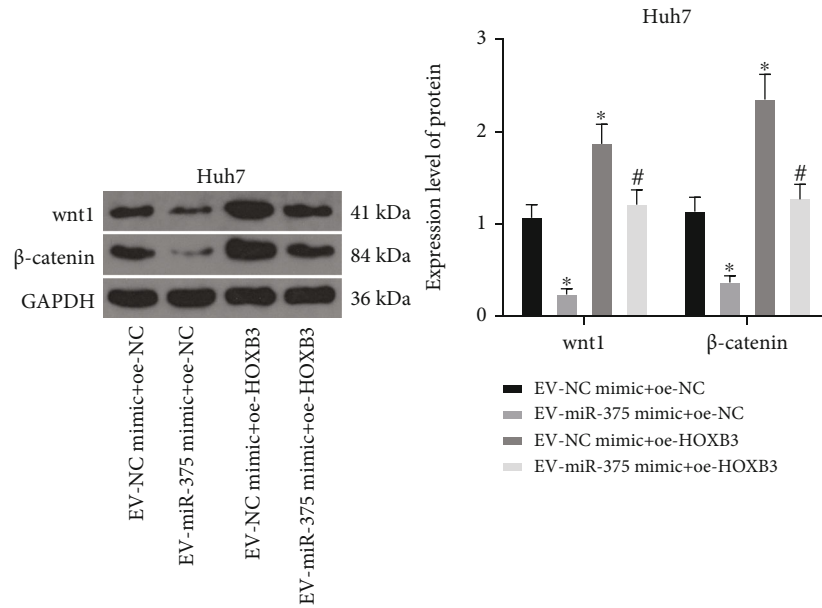 Huh7
wnt1 41 kDa
β-catenin 84 kDa
GAPDH 36 kDa
EV-NC mimic+oe-NC
EV-miR-375 mimic+oe-NC
EV-NC mimic+oe-HOXB3
EV-miR-375 mimic+oe-HOXB3
Huh7
Expression level of protein
3
2
1
0
* * * #
* * * #
wnt1 β-catenin
EV-NC mimic+oe-NC
EV-miR-375 mimic+oe-NC
EV-NC mimic+oe-HOXB3
EV-miR-375 mimic+oe-HOXB3